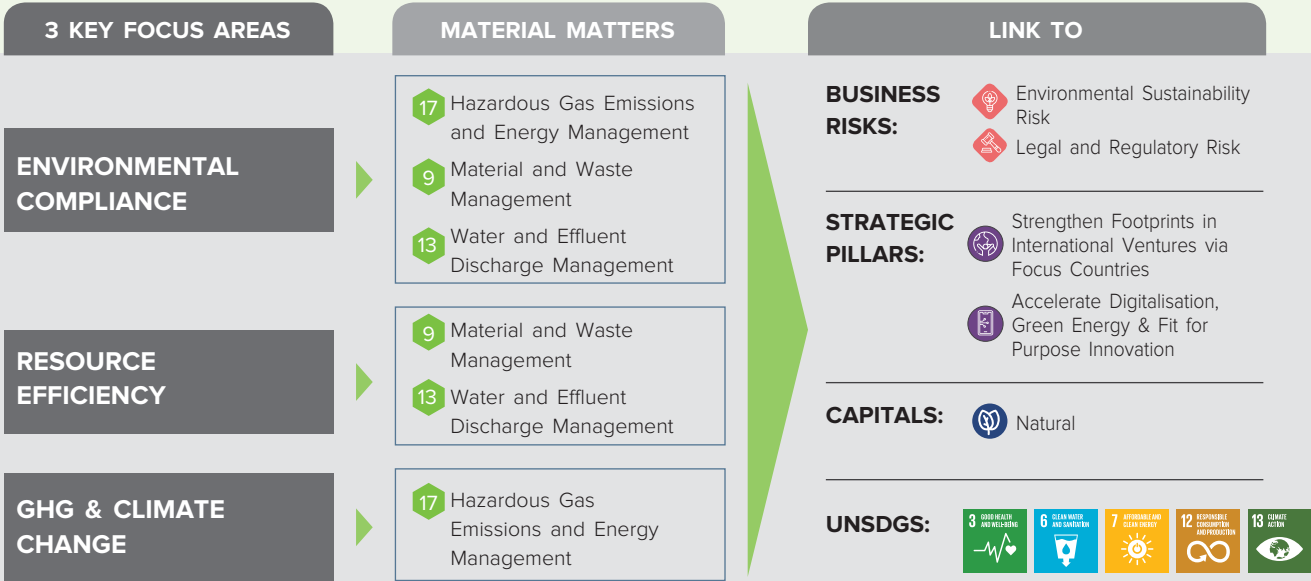 3 KEY FOCUS AREAS
MATERIAL MATTERS
LINK TO
ENVIRONMENTAL
COMPLIANCE
17 Hazardous Gas Emissions
and Energy Management
9 Material and Waste
Management
13 Water and Effluent
Discharge Management
RESOURCE
EFFICIENCY
9 Material and Waste
Management
13 Water and Effluent
Discharge Management
GHG & CLIMATE
CHANGE
17 Hazardous Gas
Emissions and Energy
Management
BUSINESS
RISKS:
Environmental Sustainability
Risk
Legal and Regulatory Risk
STRATEGIC
PILLARS:
Strengthen Footprints in
International Ventures via
Focus Countries
Accelerate Digitalisation,
Green Energy & Fit for
Purpose Innovation
CAPITALS:
Natural
UNSDGS:
3 GOOD HEALTH
AND WELL-BEING
6 CLEAN WATER
AND SANITATION
7 AFFORDABLE AND
CLEAN ENERGY
12 RESPONSIBLE
CONSUMPTION
AND PRODUCTION
13 CLIMATE
ACTION